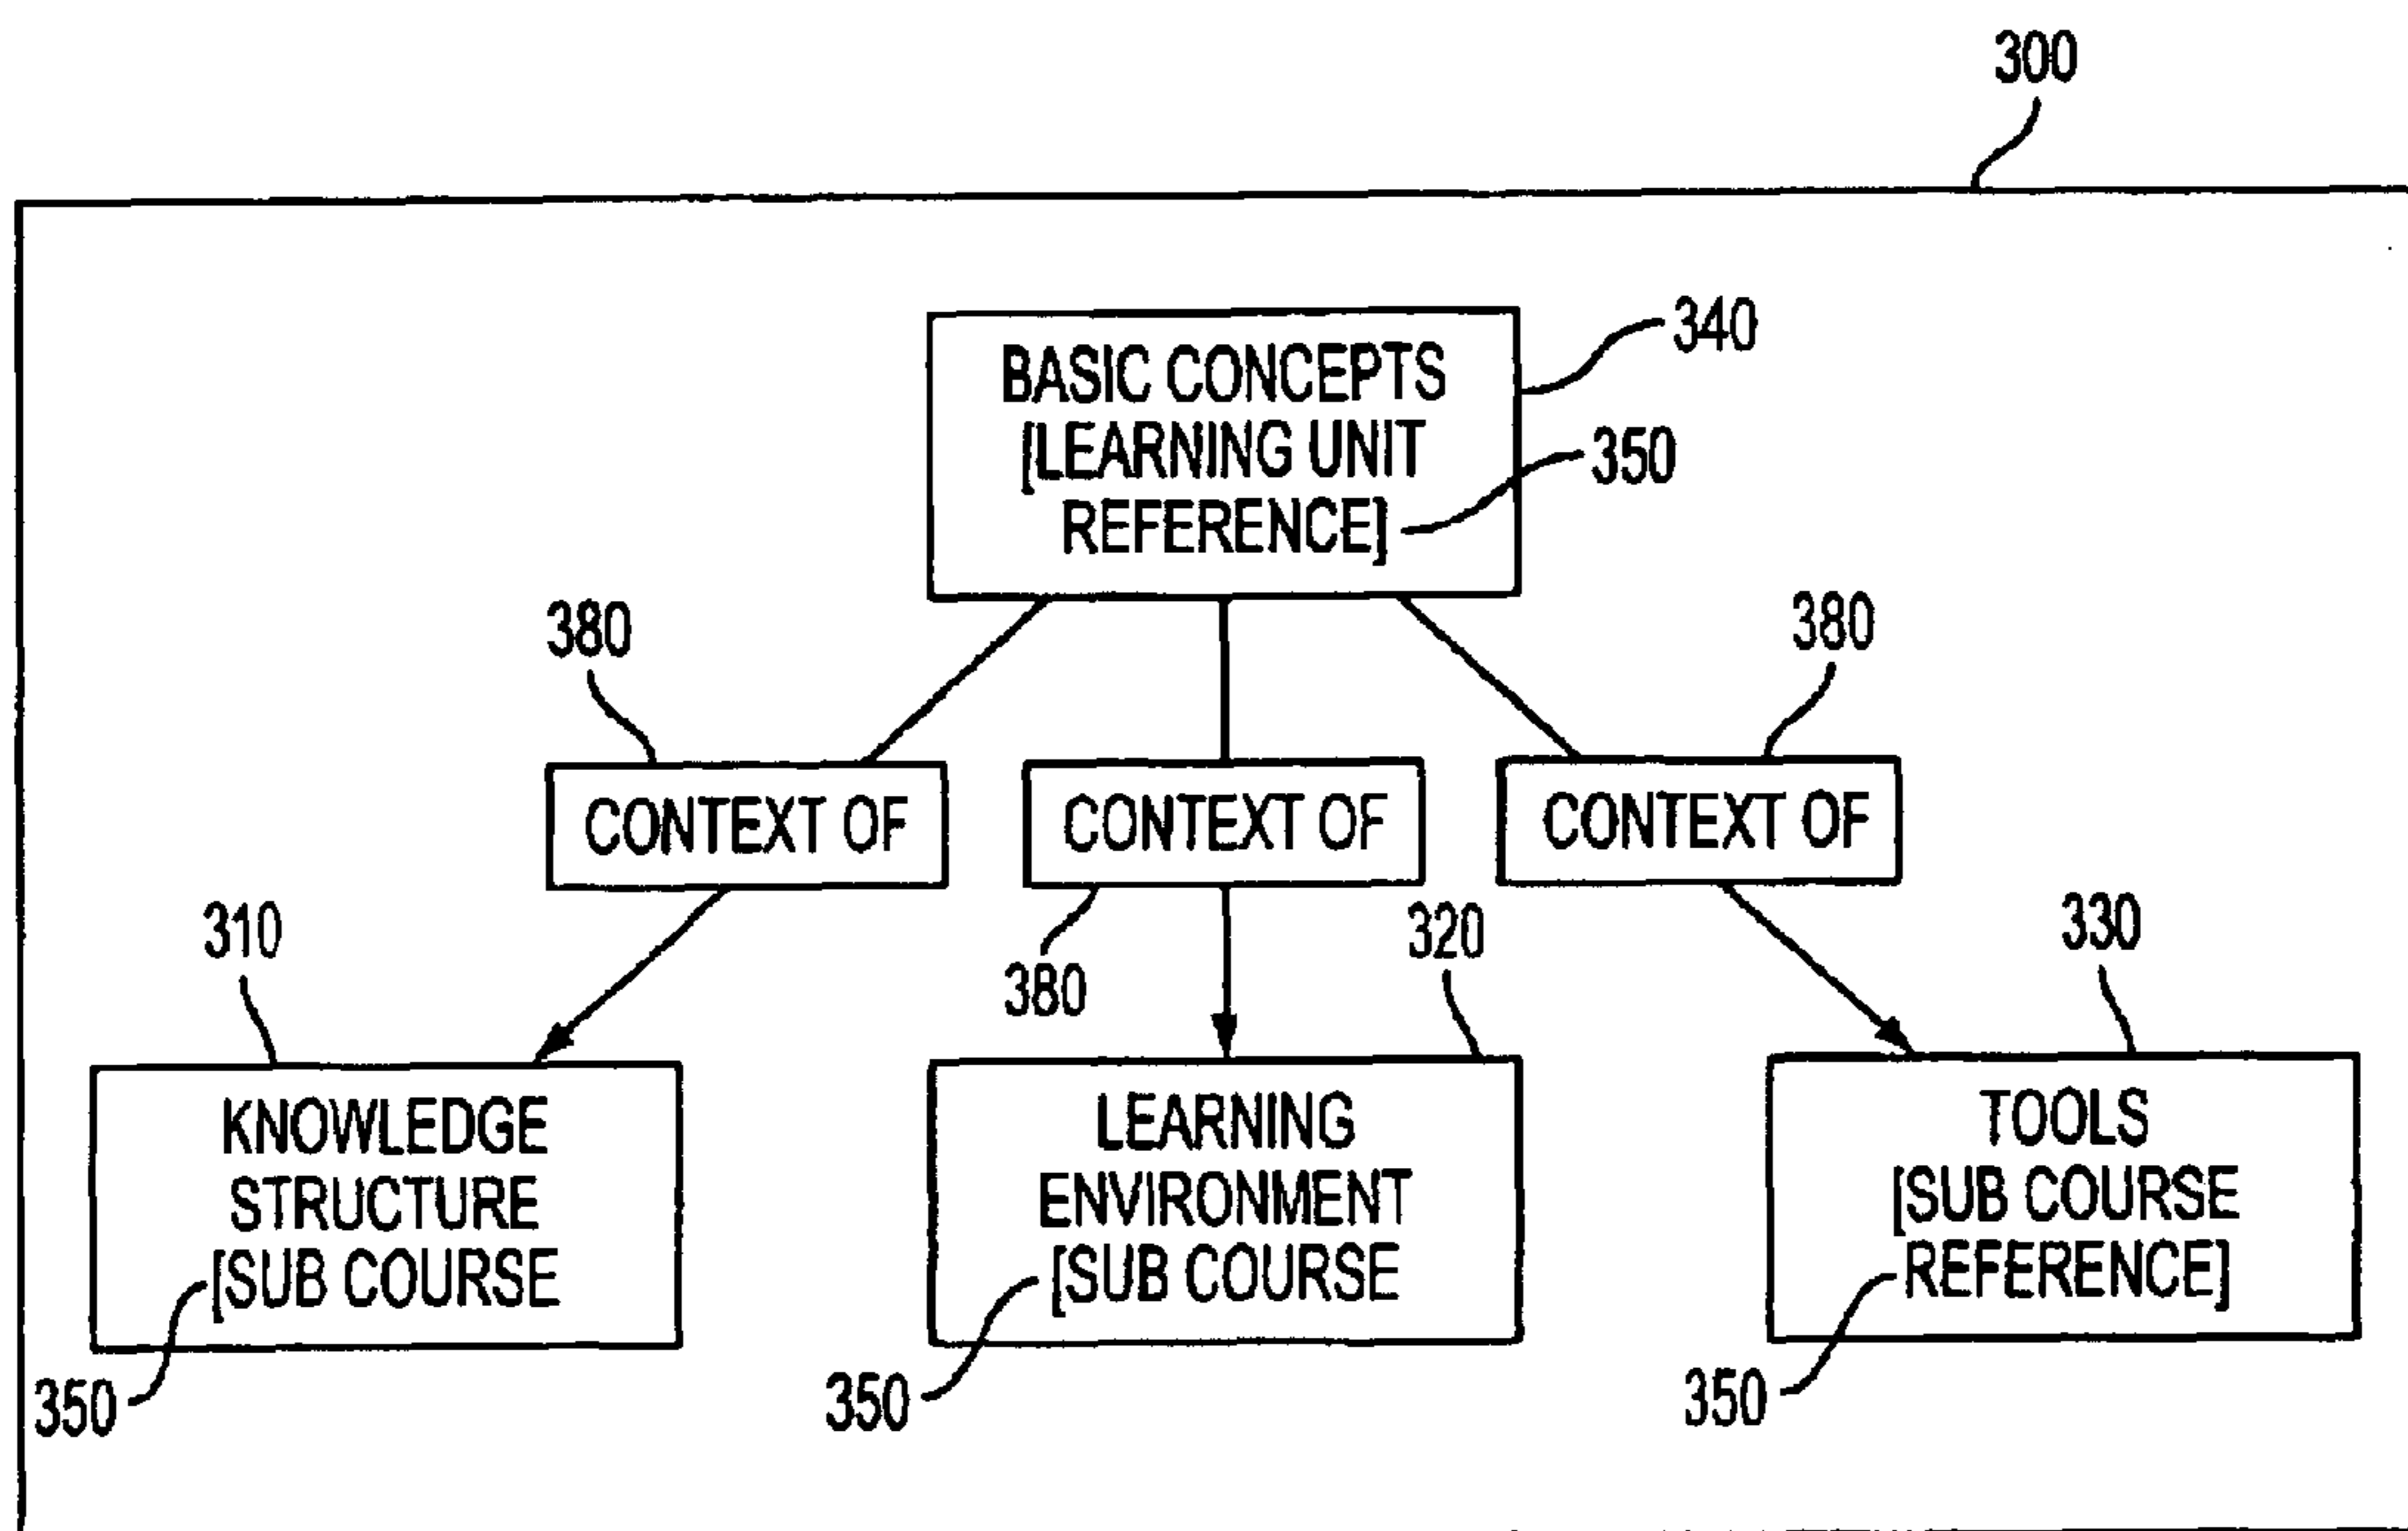 300
BASIC CONCEPTS
[LEARNING UNIT
REFERENCE]
340
350
380
380
CONTEXT OF
CONTEXT OF
CONTEXT OF
310
380
320
330
KNOWLEDGE
STRUCTURE
[SUB COURSE
350
LEARNING
ENVIRONMENT
[SUB COURSE
350
TOOLS
[SUB COURSE
REFERENCE]
350